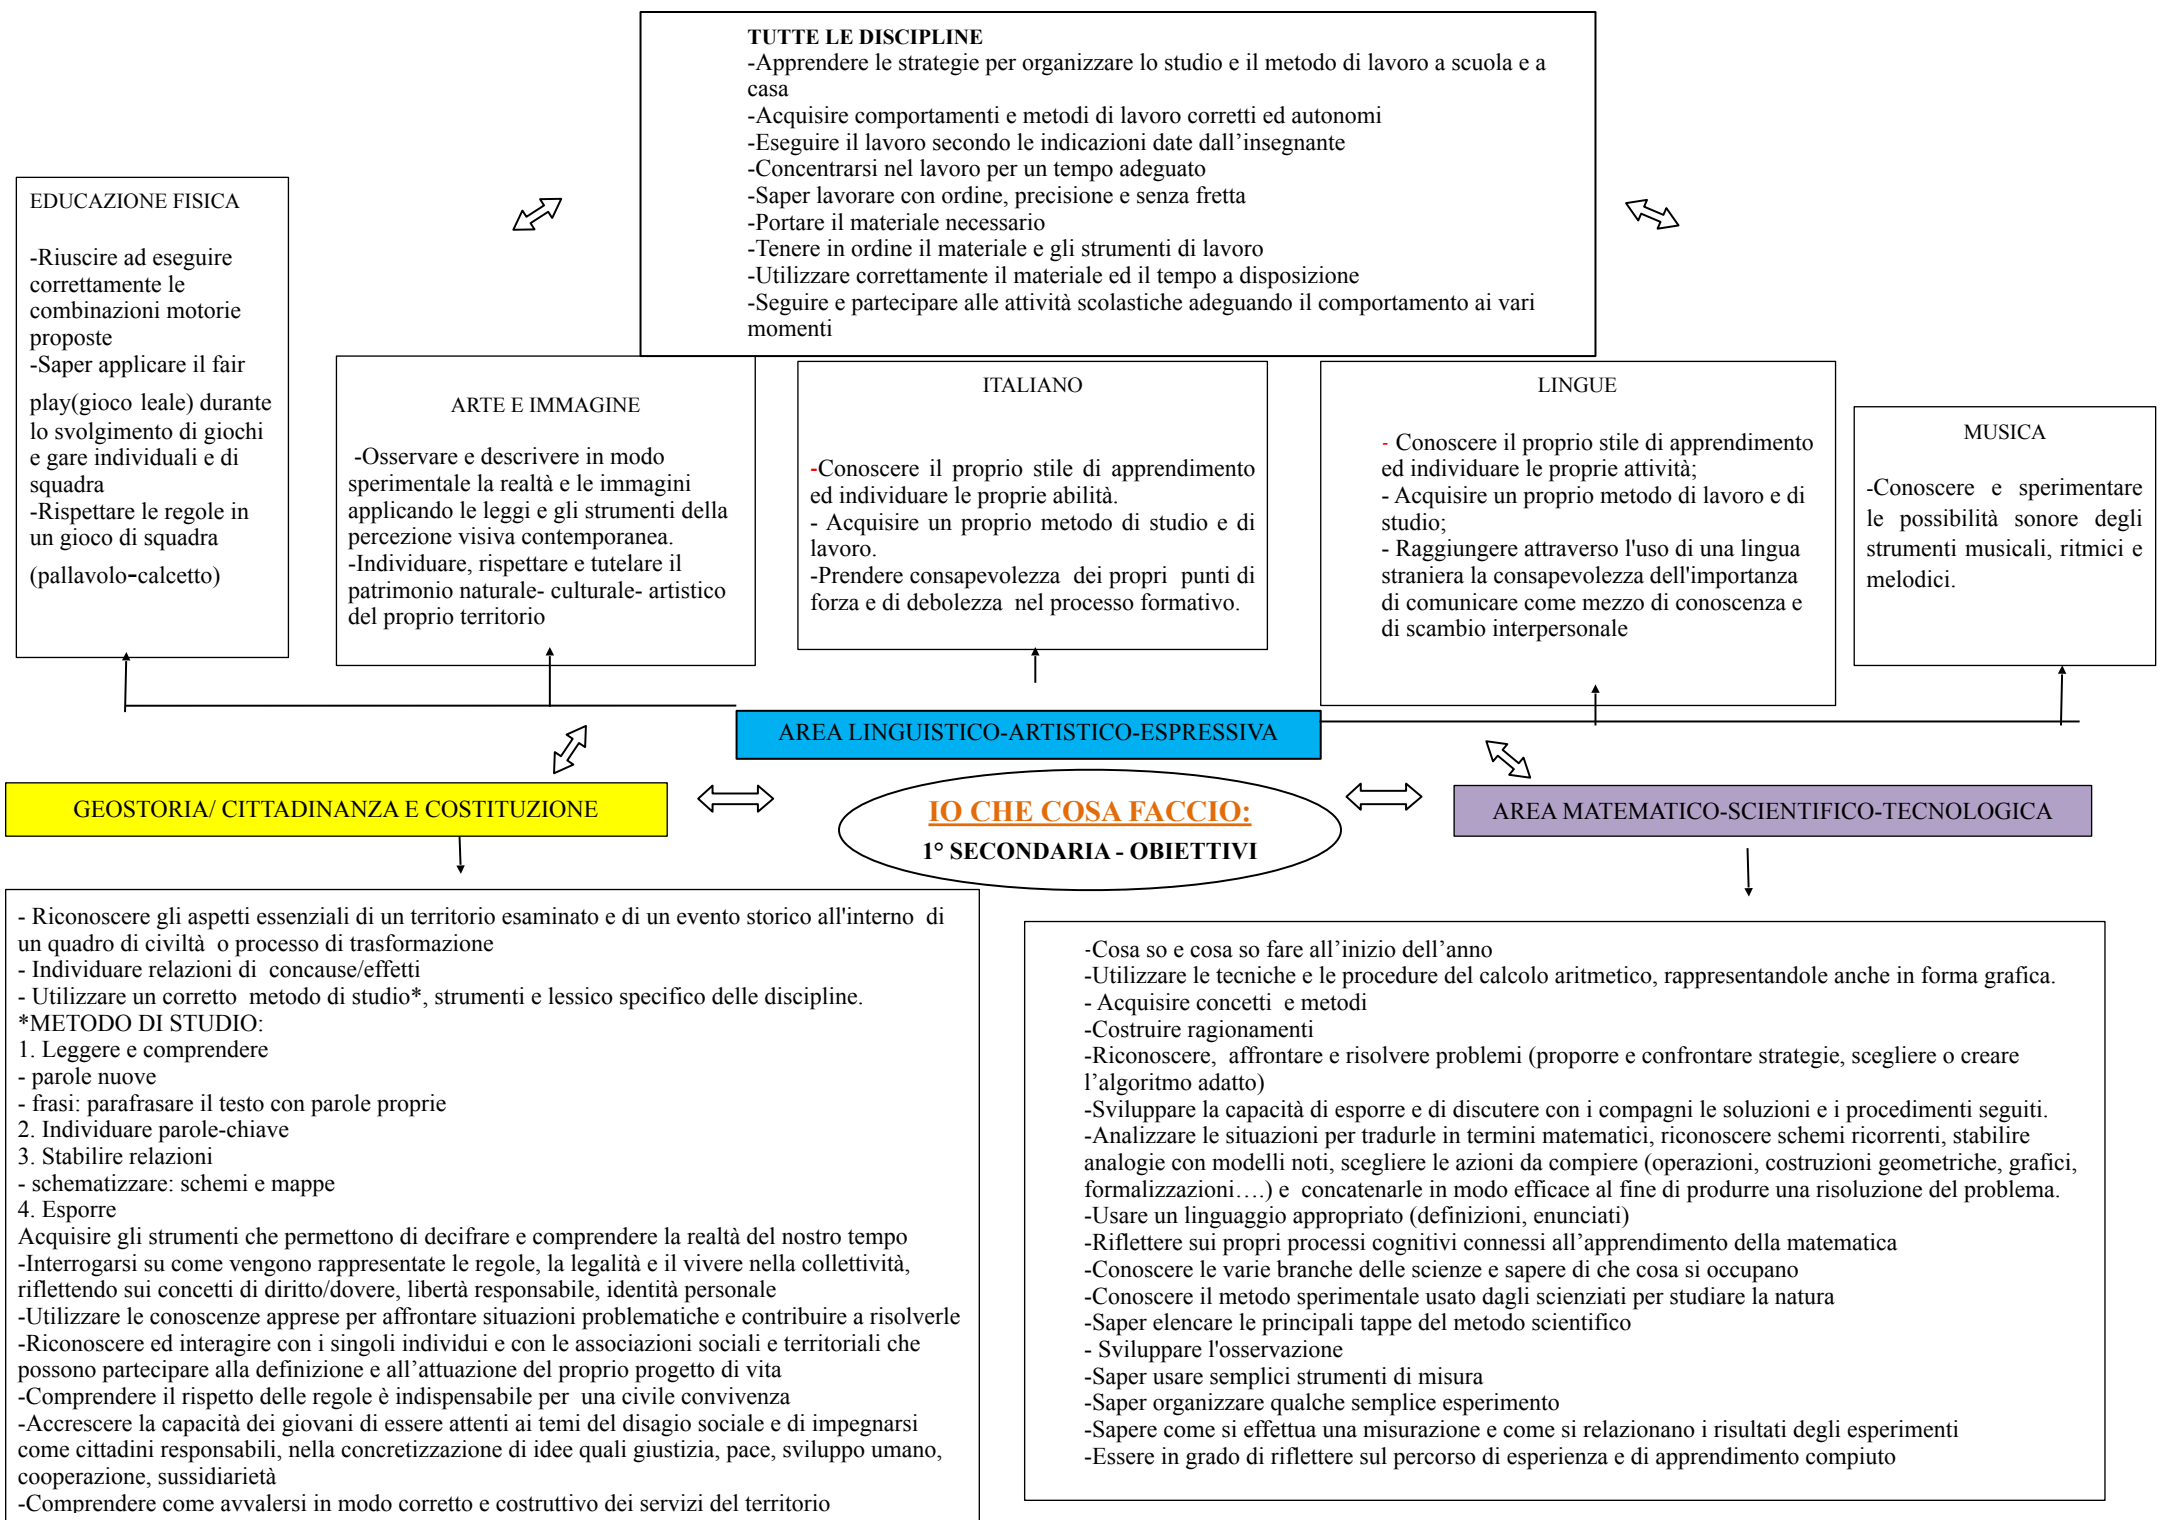 TUTTE LE DISCIPLINE
-Apprendere le strategie per organizzare lo studio e il metodo di lavoro a scuola e a
casa
-Acquisire comportamenti e metodi di lavoro corretti ed autonomi
-Eseguire il lavoro secondo le indicazioni date dall’insegnante
-Concentrarsi nel lavoro per un tempo adeguato
-Saper lavorare con ordine, precisione e senza fretta
-Portare il materiale necessario
-Tenere in ordine il materiale e gli strumenti di lavoro
-Utilizzare correttamente il materiale ed il tempo a disposizione
-Seguire e partecipare alle attività scolastiche adeguando il comportamento ai vari
momenti
EDUCAZIONE FISICA
-Riuscire ad eseguire
correttamente le
combinazioni motorie
proposte
-Saper applicare il fair
play(gioco leale) durante
lo svolgimento di giochi
e gare individuali e di
squadra
-Rispettare le regole in
un gioco di squadra
(pallavolo-calcetto)
ARTE E IMMAGINE
-Osservare e descrivere in modo
sperimentale la realtà e le immagini
applicando le leggi e gli strumenti della
percezione visiva contemporanea.
-Individuare, rispettare e tutelare il
patrimonio naturale- culturale- artistico
del proprio territorio
ITALIANO
-Conoscere il proprio stile di apprendimento
ed individuare le proprie abilità.
- Acquisire un proprio metodo di studio e di
lavoro.
-Prendere consapevolezza dei propri punti di
forza e di debolezza nel processo formativo.
LINGUE
- Conoscere il proprio stile di apprendimento
ed individuare le proprie attività;
- Acquisire un proprio metodo di lavoro e di
studio;
- Raggiungere attraverso l'uso di una lingua
straniera la consapevolezza dell'importanza
di comunicare come mezzo di conoscenza e
di scambio interpersonale
MUSICA
-Conoscere e sperimentare
le possibilità sonore degli
strumenti musicali, ritmici e
melodici.
AREA LINGUISTICO-ARTISTICO-ESPRESSIVA
GEOSTORIA/ CITTADINANZA E COSTITUZIONE
IO CHE COSA FACCIO:
1° SECONDARIA - OBIETTIVI
AREA MATEMATICO-SCIENTIFICO-TECNOLOGICA
- Riconoscere gli aspetti essenziali di un territorio esaminato e di un evento storico all'interno di
un quadro di civiltà o processo di trasformazione
- Individuare relazioni di concause/effetti
- Utilizzare un corretto metodo di studio*, strumenti e lessico specifico delle discipline.
*METODO DI STUDIO:
1. Leggere e comprendere
- parole nuove
- frasi: parafrasare il testo con parole proprie
2. Individuare parole-chiave
3. Stabilire relazioni
- schematizzare: schemi e mappe
4. Esporre
Acquisire gli strumenti che permettono di decifrare e comprendere la realtà del nostro tempo
-Interrogarsi su come vengono rappresentate le regole, la legalità e il vivere nella collettività,
riflettendo sui concetti di diritto/dovere, libertà responsabile, identità personale
-Utilizzare le conoscenze apprese per affrontare situazioni problematiche e contribuire a risolverle
-Riconoscere ed interagire con i singoli individui e con le associazioni sociali e territoriali che
possono partecipare alla definizione e all’attuazione del proprio progetto di vita
-Comprendere il rispetto delle regole è indispensabile per una civile convivenza
-Accrescere la capacità dei giovani di essere attenti ai temi del disagio sociale e di impegnarsi
come cittadini responsabili, nella concretizzazione di idee quali giustizia, pace, sviluppo umano,
cooperazione, sussidiarietà
-Comprendere come avvalersi in modo corretto e costruttivo dei servizi del territorio
-Cosa so e cosa so fare all’inizio dell’anno
-Utilizzare le tecniche e le procedure del calcolo aritmetico, rappresentandole anche in forma grafica.
- Acquisire concetti e metodi
-Costruire ragionamenti
-Riconoscere, affrontare e risolvere problemi (proporre e confrontare strategie, scegliere o creare
l’algoritmo adatto)
-Sviluppare la capacità di esporre e di discutere con i compagni le soluzioni e i procedimenti seguiti.
-Analizzare le situazioni per tradurle in termini matematici, riconoscere schemi ricorrenti, stabilire
analogie con modelli noti, scegliere le azioni da compiere (operazioni, costruzioni geometriche, grafici,
formalizzazioni….) e concatenarle in modo efficace al fine di produrre una risoluzione del problema.
-Usare un linguaggio appropriato (definizioni, enunciati)
-Riflettere sui propri processi cognitivi connessi all’apprendimento della matematica
-Conoscere le varie branche delle scienze e sapere di che cosa si occupano
-Conoscere il metodo sperimentale usato dagli scienziati per studiare la natura
-Saper elencare le principali tappe del metodo scientifico
- Sviluppare l'osservazione
-Saper usare semplici strumenti di misura
-Saper organizzare qualche semplice esperimento
-Sapere come si effettua una misurazione e come si relazionano i risultati degli esperimenti
-Essere in grado di riflettere sul percorso di esperienza e di apprendimento compiuto